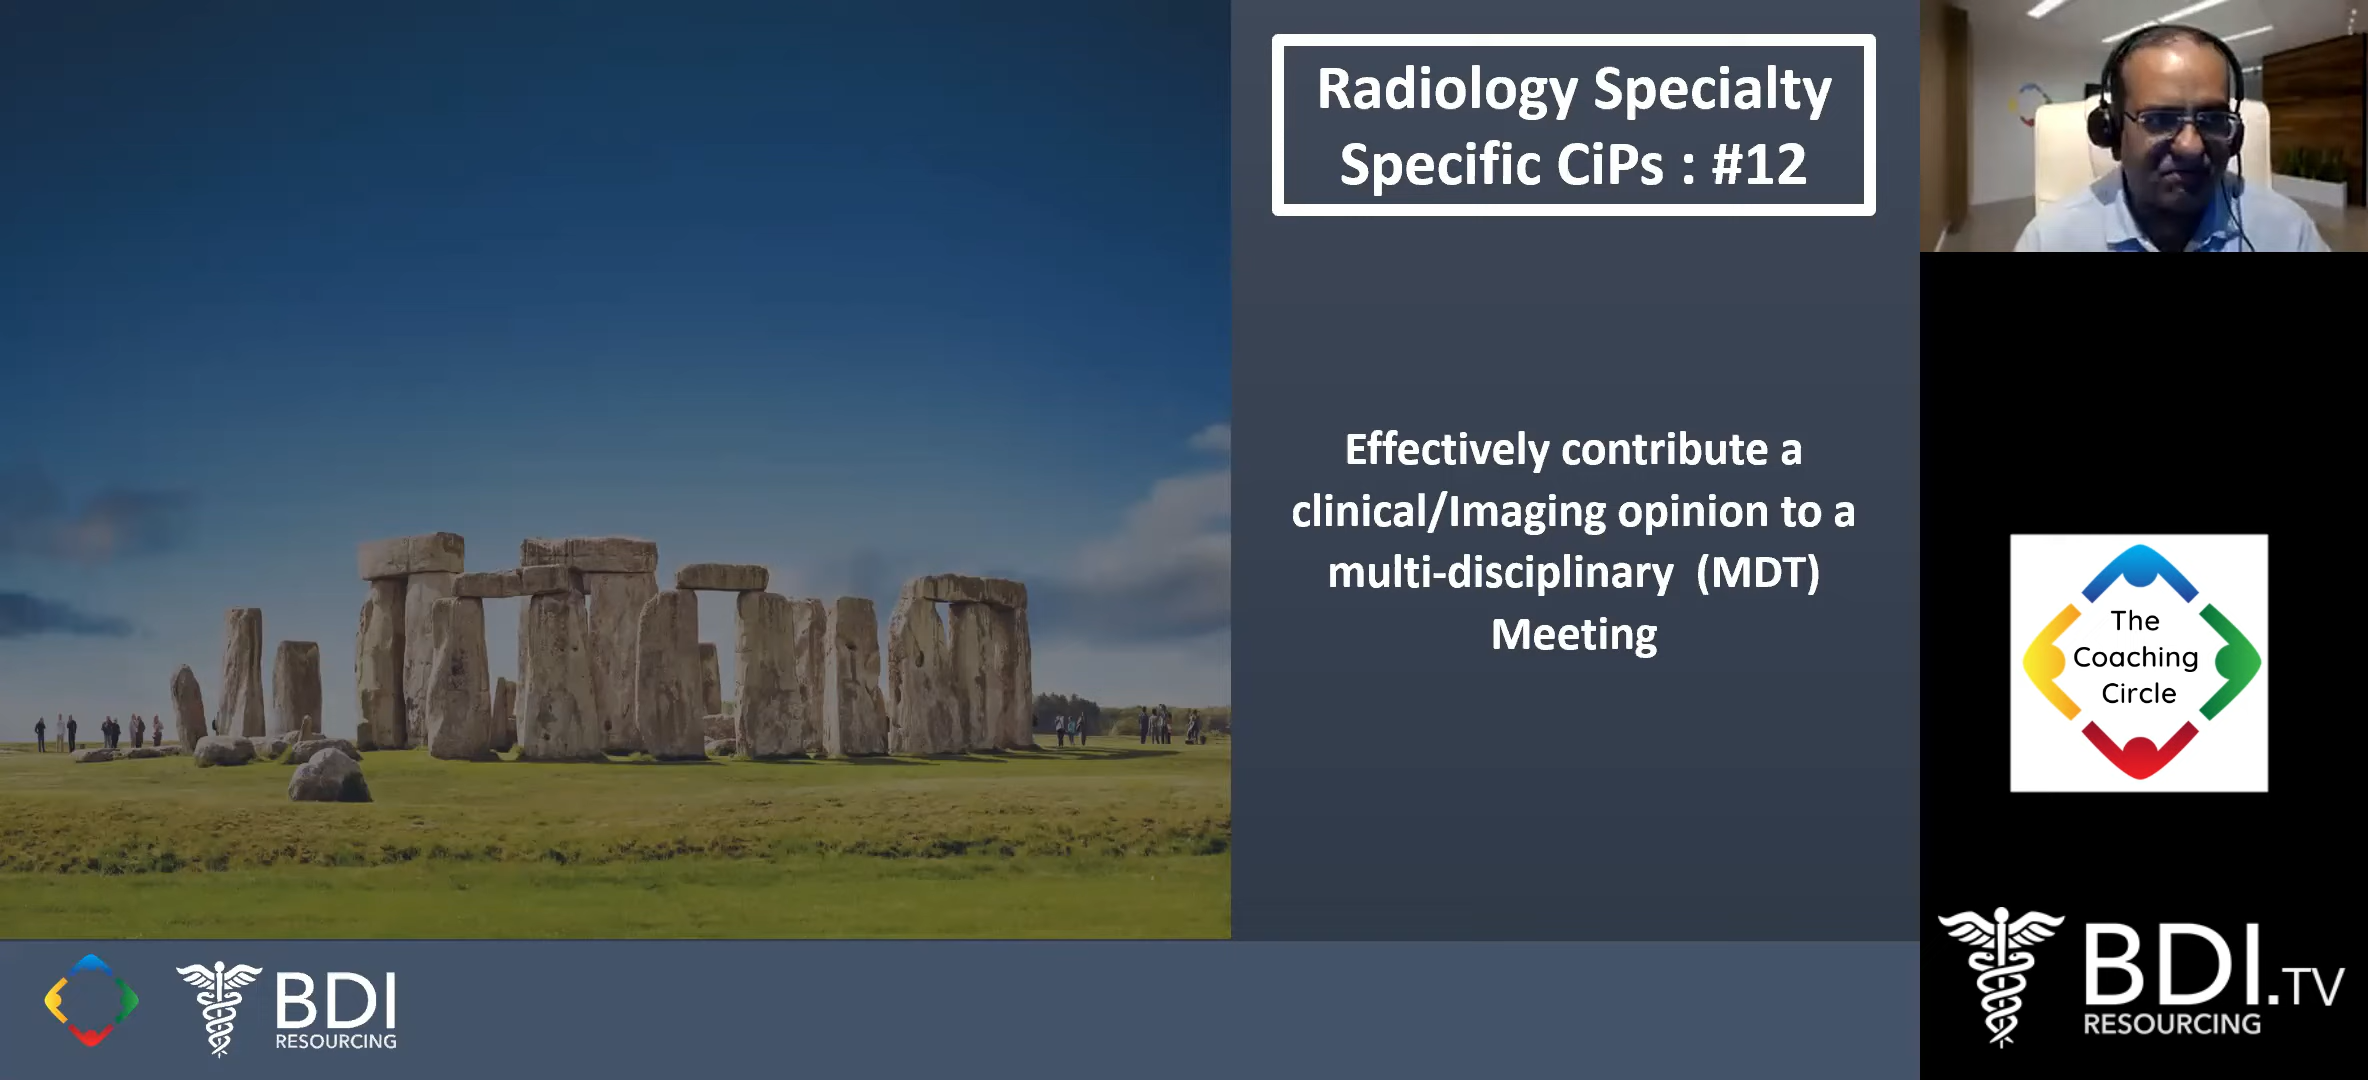 Radiology Specialty
Specific CiPs : #12
Effectively contribute a
clinical/Imaging opinion to a
multi-disciplinary  (MDT)
Meeting
The
Coaching
Circle
BDI
RESOURCING
BDI.TV
RESOURCING